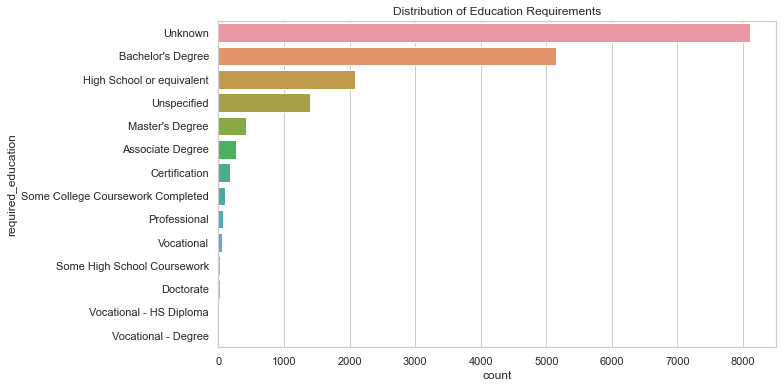 Distribution of Education Requirements
required_education
Unknown
Bachelor's Degree
High School or equivalent
Unspecified
Master's Degree
Associate Degree
Certification
Some College Coursework Completed
Professional
Vocational
Some High School Coursework
Doctorate
Vocational - HS Diploma
Vocational - Degree
0 1000 2000 3000 4000 5000 6000 7000 8000
count